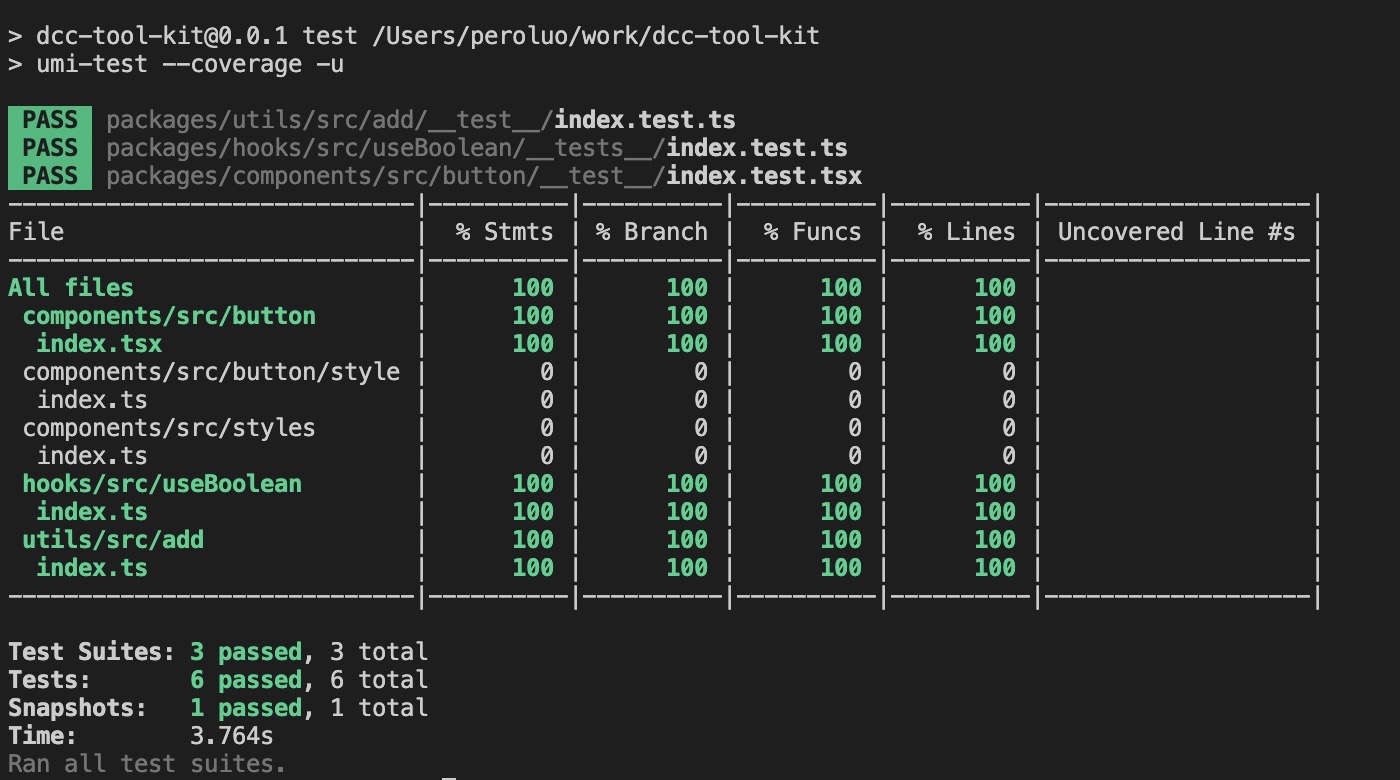 > dcc-tool-kit@0.0.1 test /Users/peroluo/work/dcc-tool-kit
> umi-test --coverage -u
PASS packages/utils/src/add/__test__/index.test.ts
PASS packages/hooks/src/useBoolean/__tests__/index.test.ts
PASS packages/components/src/button/__test__/index.test.tsx
-----------------------------|----------|----------|----------|----------|-------------------|
File | % Stmts | % Branch | % Funcs | % Lines | Uncovered Line #s |
-----------------------------|----------|----------|----------|----------|-------------------|
All files | 100 | 100 | 100 | 100 | |
components/src/button | 100 | 100 | 100 | 100 | |
index.tsx | 100 | 100 | 100 | 100 | |
components/src/button/style | 0 | 0 | 0 | 0 | |
index.ts | 0 | 0 | 0 | 0 | |
components/src/styles | 0 | 0 | 0 | 0 | |
index.ts | 0 | 0 | 0 | 0 | |
hooks/src/useBoolean | 100 | 100 | 100 | 100 | |
index.ts | 100 | 100 | 100 | 100 | |
utils/src/add | 100 | 100 | 100 | 100 | |
index.ts | 100 | 100 | 100 | 100 | |
-----------------------------|----------|----------|----------|----------|-------------------|
Test Suites: 3 passed, 3 total
Tests: 6 passed, 6 total
Snapshots: 1 passed, 1 total
Time: 3.764s
Ran all test suites.